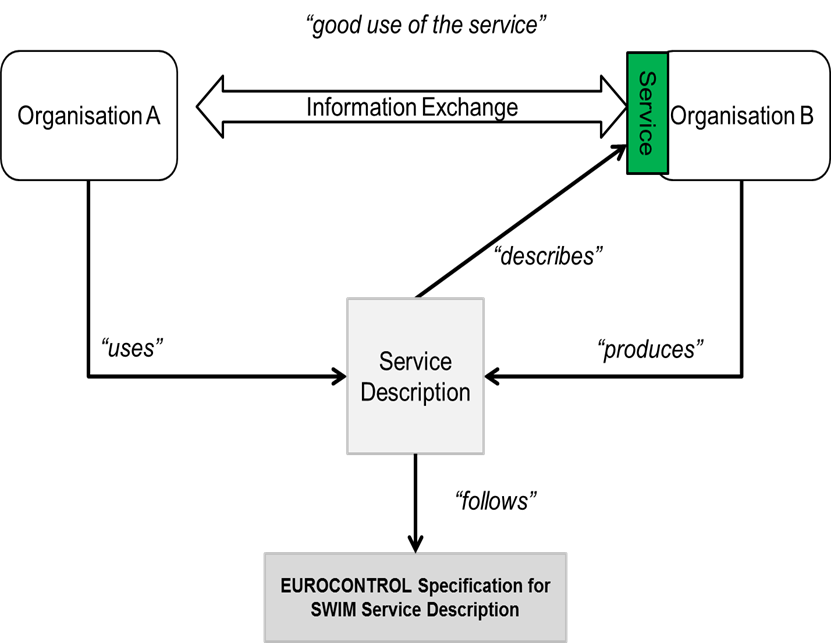 “good use of the service”
Organisation A
Information Exchange
Service
Organisation B
“describes”
“uses”
“produces”
Service
Description
“follows”
EUROCONTROL Specification for
SWIM Service Description